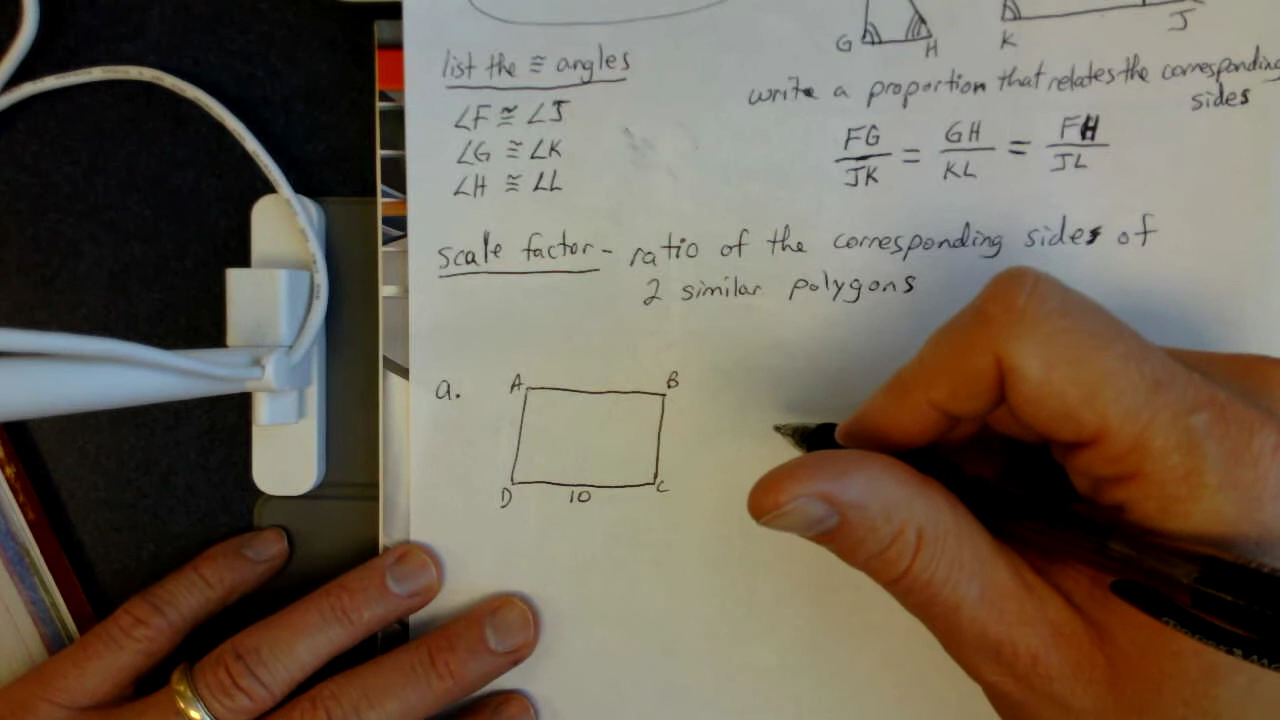 G H K J
list the ≅ angles
∠F ≅ ∠J
∠G ≅ ∠K
∠H ≅ ∠L
write a proportion that relates the corresponding
sides
FG/JK = GH/KL = FH/JL
scale factor - ratio of the corresponding sides of
2 similar polygons
a.
A B
D 10 C